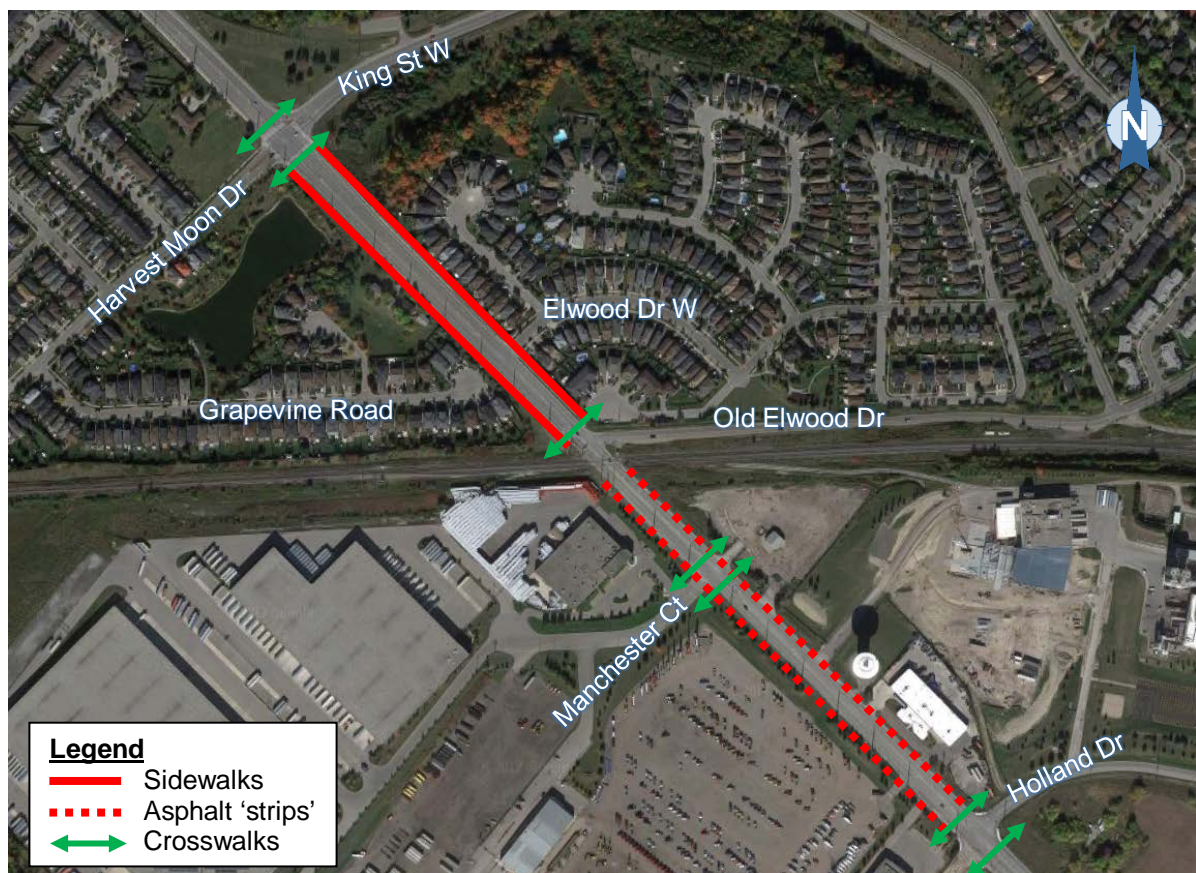 King St W
N
Harvest Moon Dr
Elwood Dr W
Grapevine Road
Old Elwood Dr
Manchester Ct
Holland Dr
Legend
Sidewalks
Asphalt ‘strips’
Crosswalks